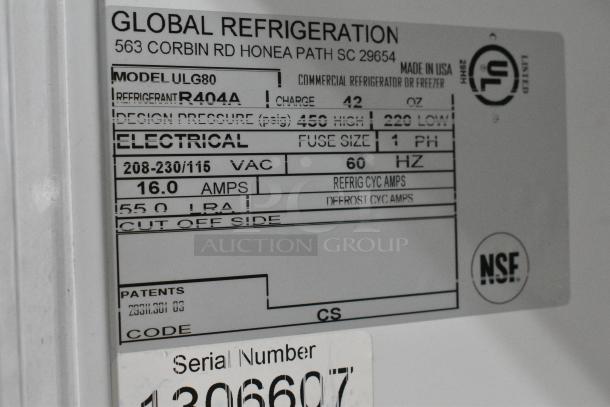 GLOBAL REFRIGERATION
563 CORBIN RD HONEA PATH SC 29654
MADE IN USA
C UL LISTED
MODEL ULG80
COMMERCIAL REFRIGERATOR OR FREEZER
REFRIGERANT R404A CHARGE 42 OZ
DESIGN PRESSURE (psig) 450 HIGH 220 LOW
ELECTRICAL FUSE SIZE 1 PH
208-230/115 VAC 60 HZ
16.0 AMPS REFRIG CYC AMPS
55.0 LRA DEFROST CYC AMPS
CUT OFF SIDE
PCI
AUCTION GROUP
NSF
PATENTS
CODE CS
Serial Number
1306607